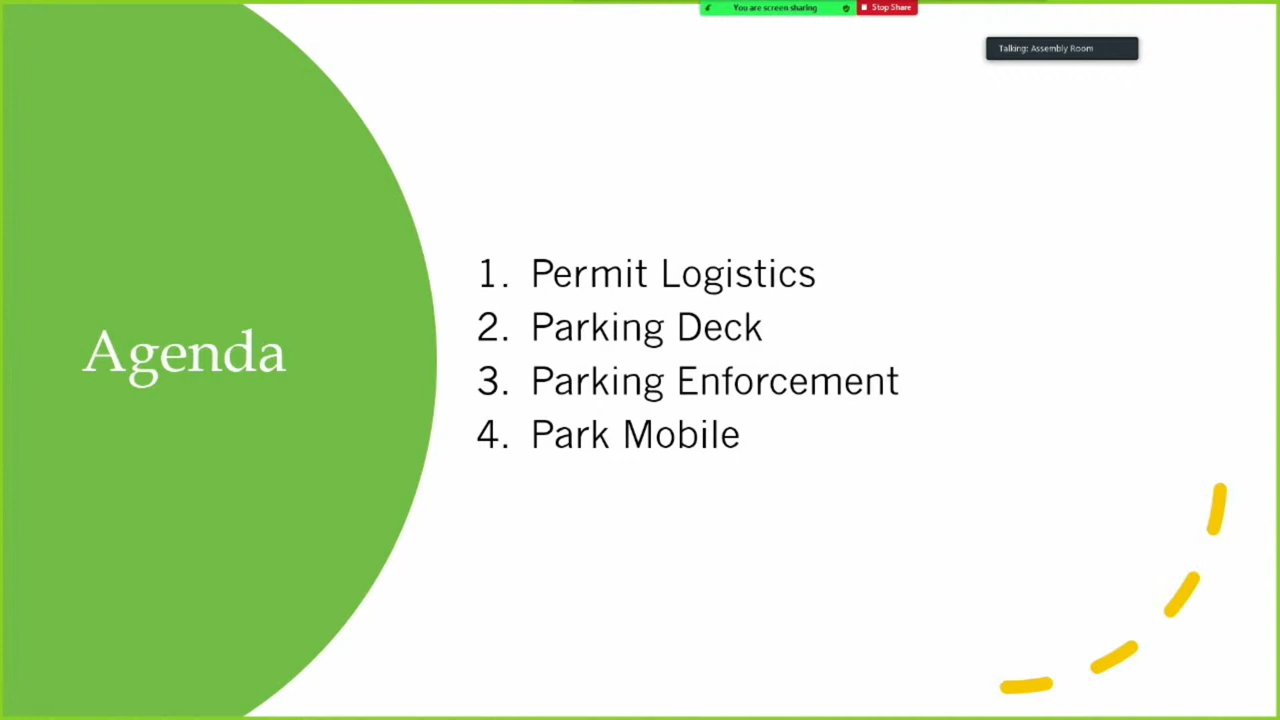 You are screen sharing
Stop Share
Talking: Assembly Room
Agenda
1. Permit Logistics
2. Parking Deck
3. Parking Enforcement
4. Park Mobile